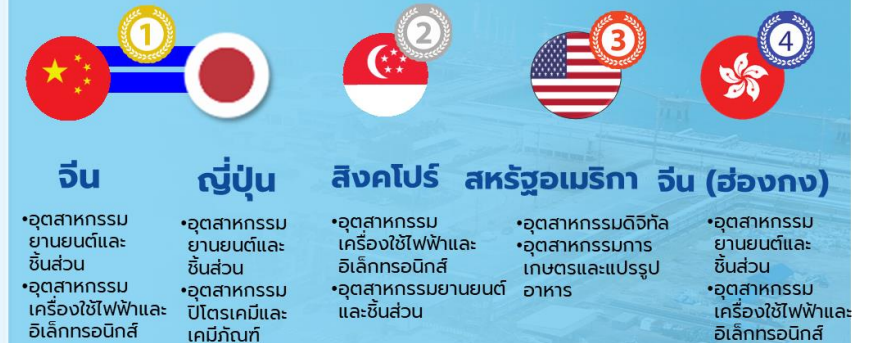 1
2
3
4
จีน
ญี่ปุ่น
สิงคโปร์
สหรัฐอเมริกา
จีน (ฮ่องกง)
•อุตสาหกรรม
ยานยนต์และ
ชิ้นส่วน
•อุตสาหกรรม
เครื่องใช้ไฟฟ้าและ
อิเล็กทรอนิกส์
•อุตสาหกรรม
ยานยนต์และ
ชิ้นส่วน
•อุตสาหกรรม
ปิโตรเคมีและ
เคมีภัณฑ์
•อุตสาหกรรม
เครื่องใช้ไฟฟ้าและ
อิเล็กทรอนิกส์
•อุตสาหกรรมยานยนต์
และชิ้นส่วน
•อุตสาหกรรมดิจิทัล
•อุตสาหกรรมการ
เกษตรและแปรรูป
อาหาร
•อุตสาหกรรม
ยานยนต์และ
ชิ้นส่วน
•อุตสาหกรรม
เครื่องใช้ไฟฟ้าและ
อิเล็กทรอนิกส์